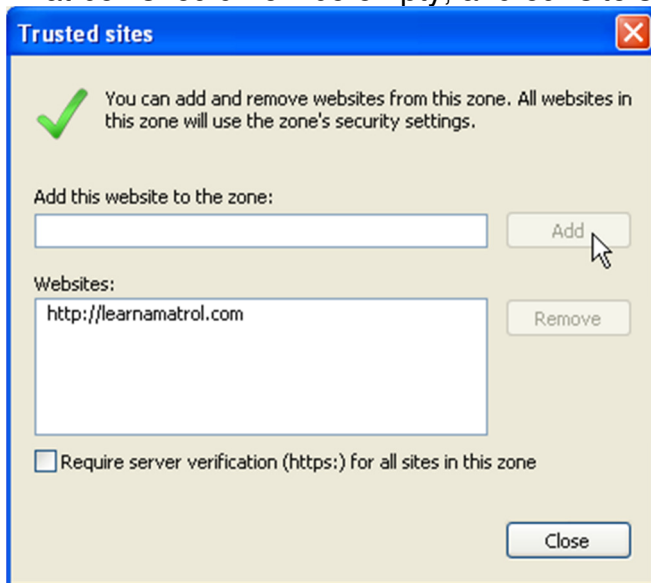 Trusted sites
You can add and remove websites from this zone. All websites in
this zone will use the zone's security settings.
Add this website to the zone:
Add
Websites:
http://learnamatrol.com
Remove
Require server verification (https:) for all sites in this zone
Close